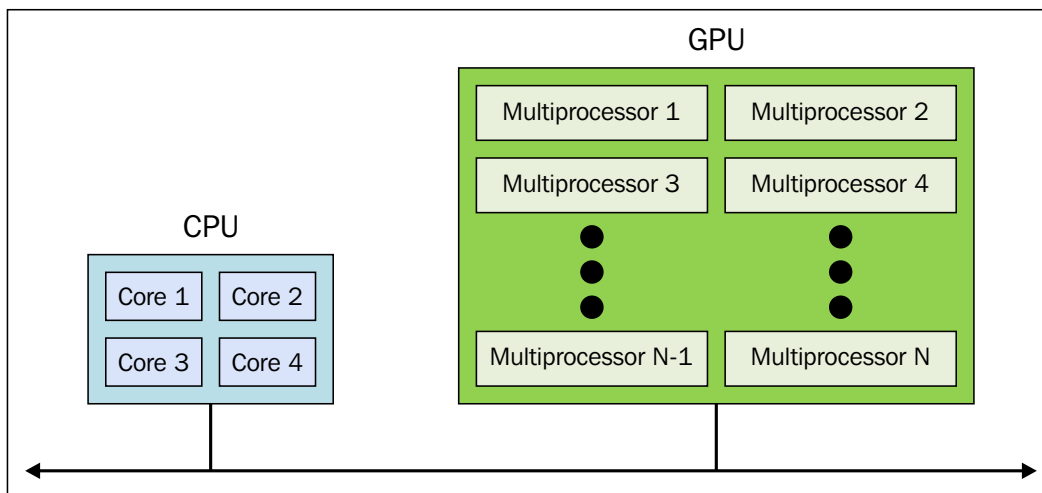 GPU
Multiprocessor 1
Multiprocessor 2
Multiprocessor 3
Multiprocessor 4
Multiprocessor N-1
Multiprocessor N
CPU
Core 1
Core 2
Core 3
Core 4